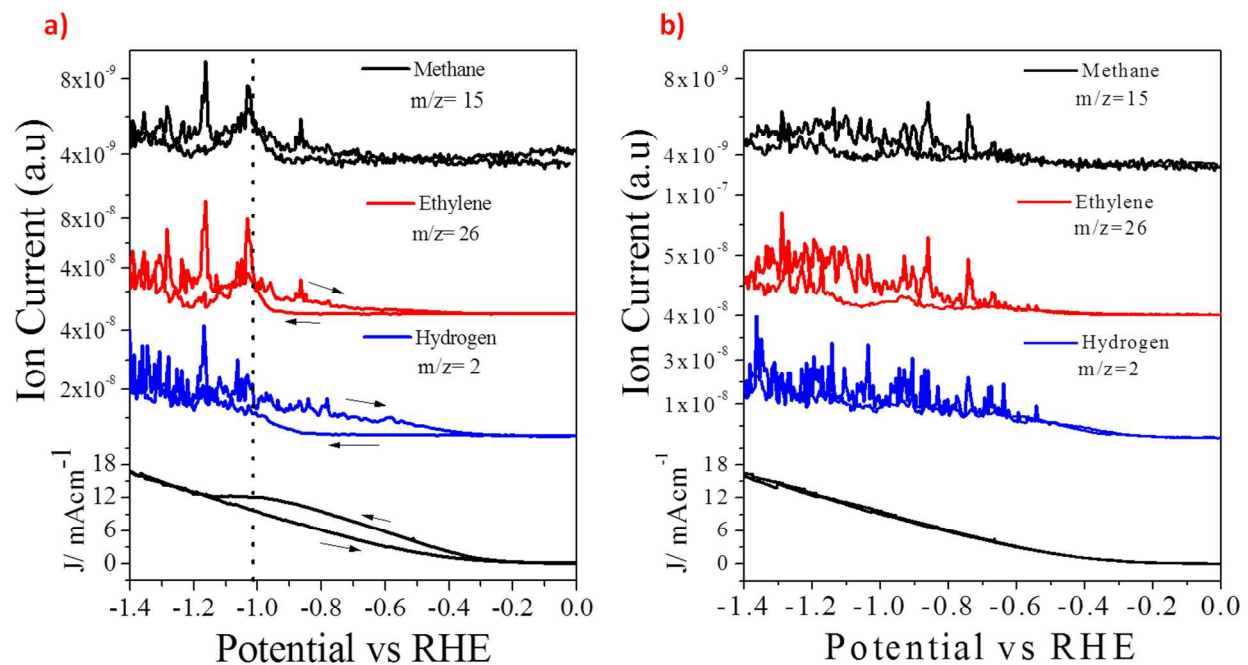 a)
Ion Current (a.u)
J/ mAcm⁻¹
8x10⁻⁹
4x10⁻⁹
8x10⁻⁸
4x10⁻⁸
4x10⁻⁸
2x10⁻⁸
18
12
6
0
Methane
m/z= 15
Ethylene
m/z= 26
Hydrogen
m/z= 2
-1.4 -1.2 -1.0 -0.8 -0.6 -0.4 -0.2 0.0
Potential vs RHE
b)
Ion Current (a.u)
J/ mAcm⁻¹
8x10⁻⁹
4x10⁻⁹
1x10⁻⁷
5x10⁻⁸
4x10⁻⁸
3x10⁻⁸
1x10⁻⁸
18
12
6
0
Methane
m/z=15
Ethylene
m/z=26
Hydrogen
m/z=2
-1.4 -1.2 -1.0 -0.8 -0.6 -0.4 -0.2 0.0
Potential vs RHE